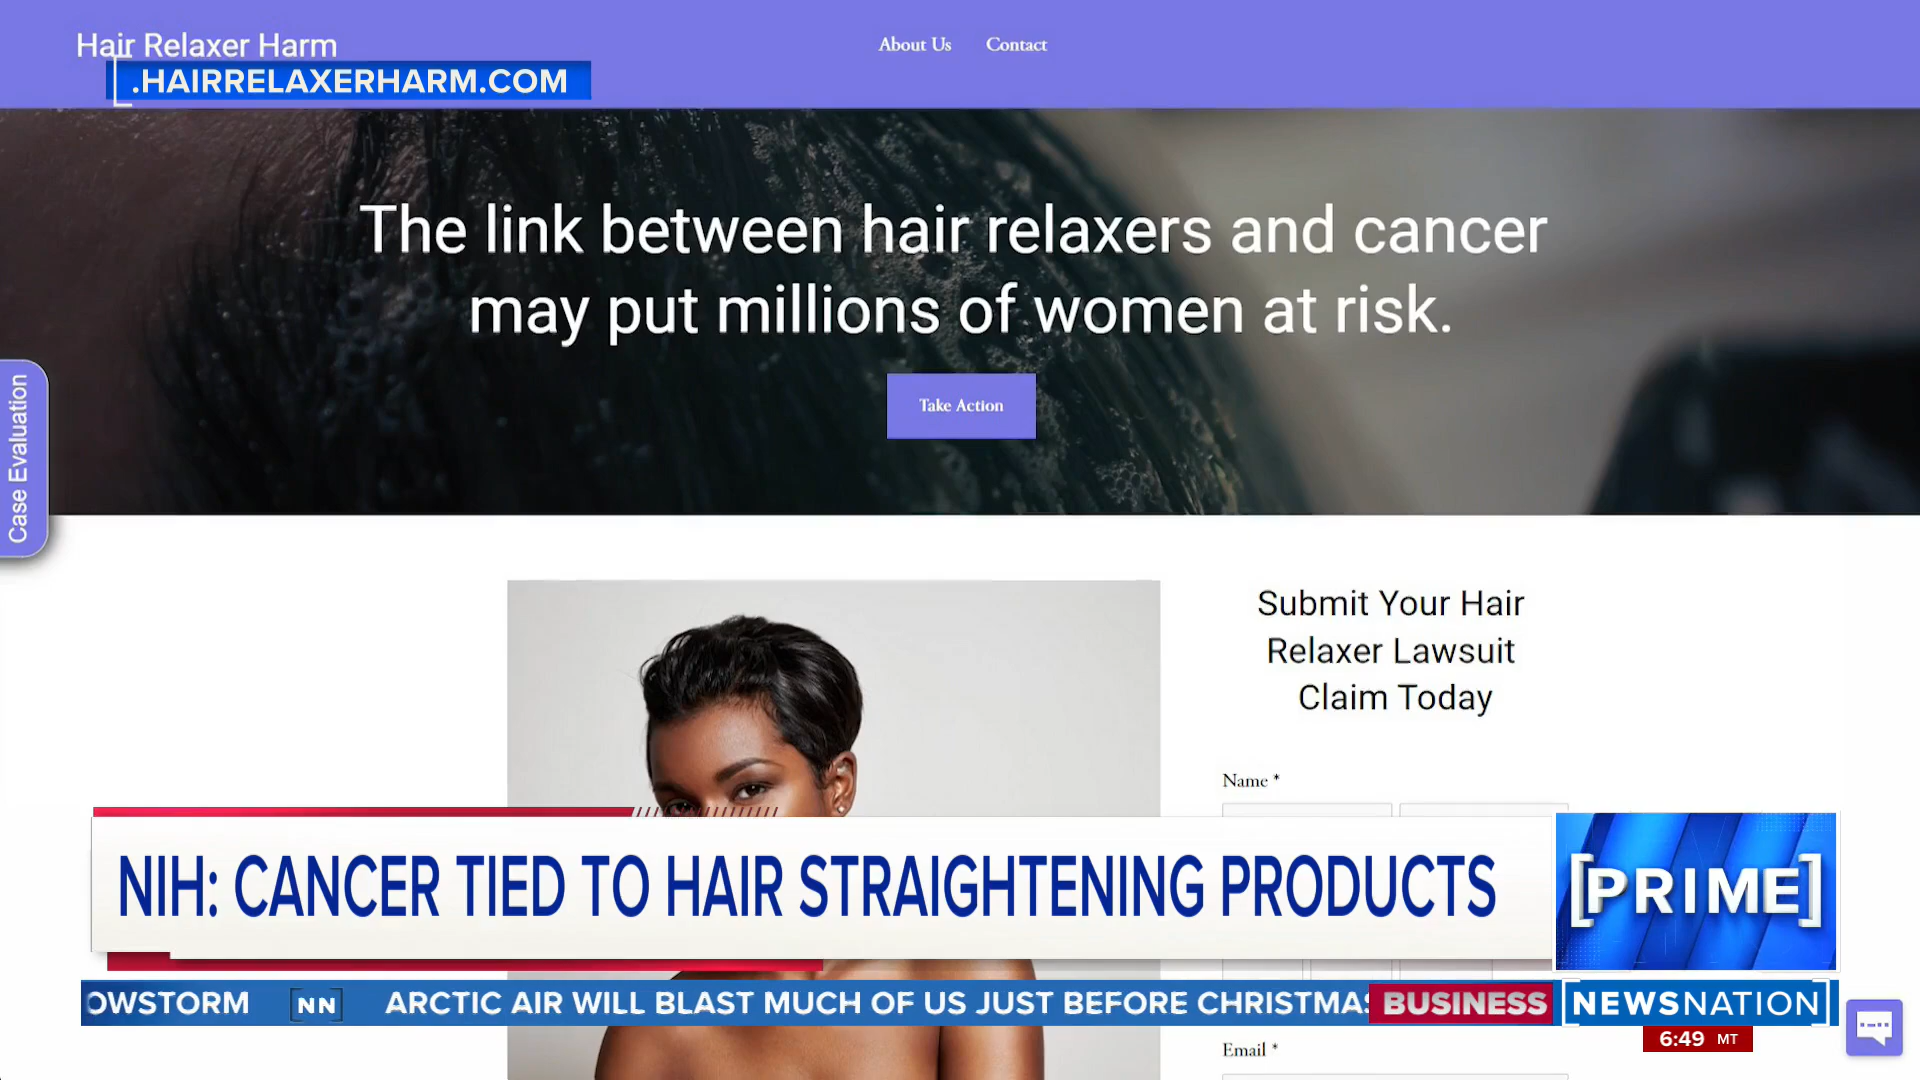 Hair Relaxer Harm
About Us
Contact
.HAIRRELAXERHARM.COM
The link between hair relaxers and cancer
may put millions of women at risk.
Take Action
Case Evaluation
Submit Your Hair
Relaxer Lawsuit
Claim Today
Name *
NIH: CANCER TIED TO HAIR STRAIGHTENING PRODUCTS
[PRIME]
OWSTORM [NN] ARCTIC AIR WILL BLAST MUCH OF US JUST BEFORE CHRISTMAS
BUSINESS
[NEWSNATION]
6:49 MT
Email *